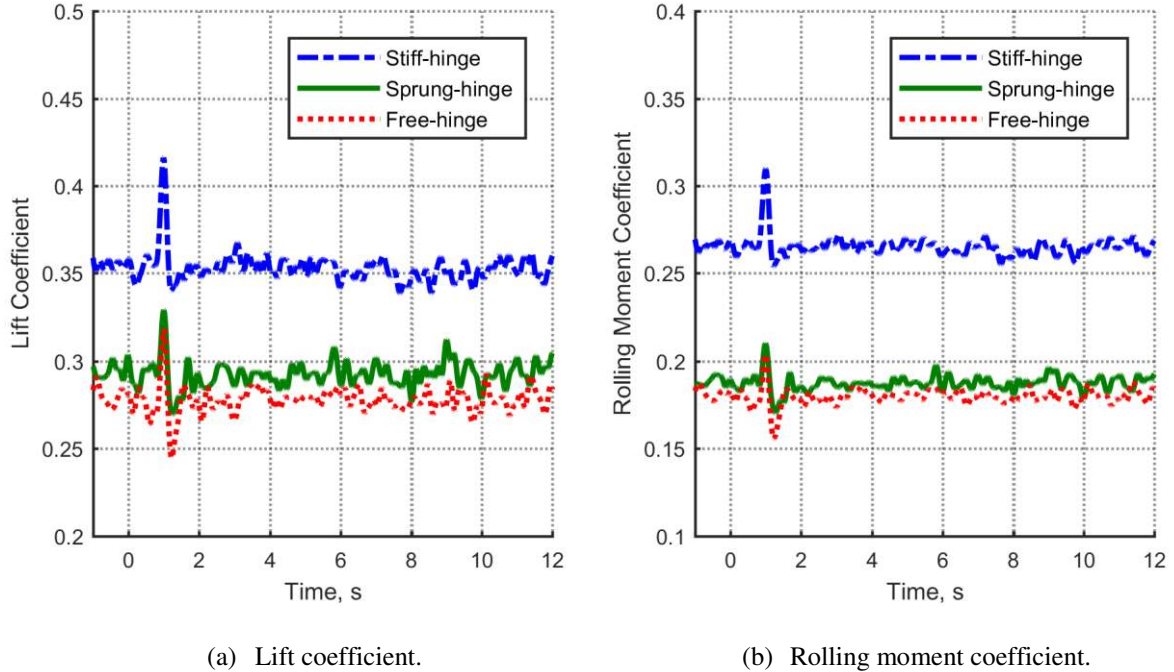 0.5
0.45
0.4
0.35
0.3
0.25
0.2
Lift Coefficient
Stiff-hinge
Sprung-hinge
Free-hinge
0 2 4 6 8 10 12
Time, s
(a) Lift coefficient.
0.4
0.35
0.3
0.25
0.2
0.15
0.1
Rolling Moment Coefficient
Stiff-hinge
Sprung-hinge
Free-hinge
0 2 4 6 8 10 12
Time, s
(b) Rolling moment coefficient.